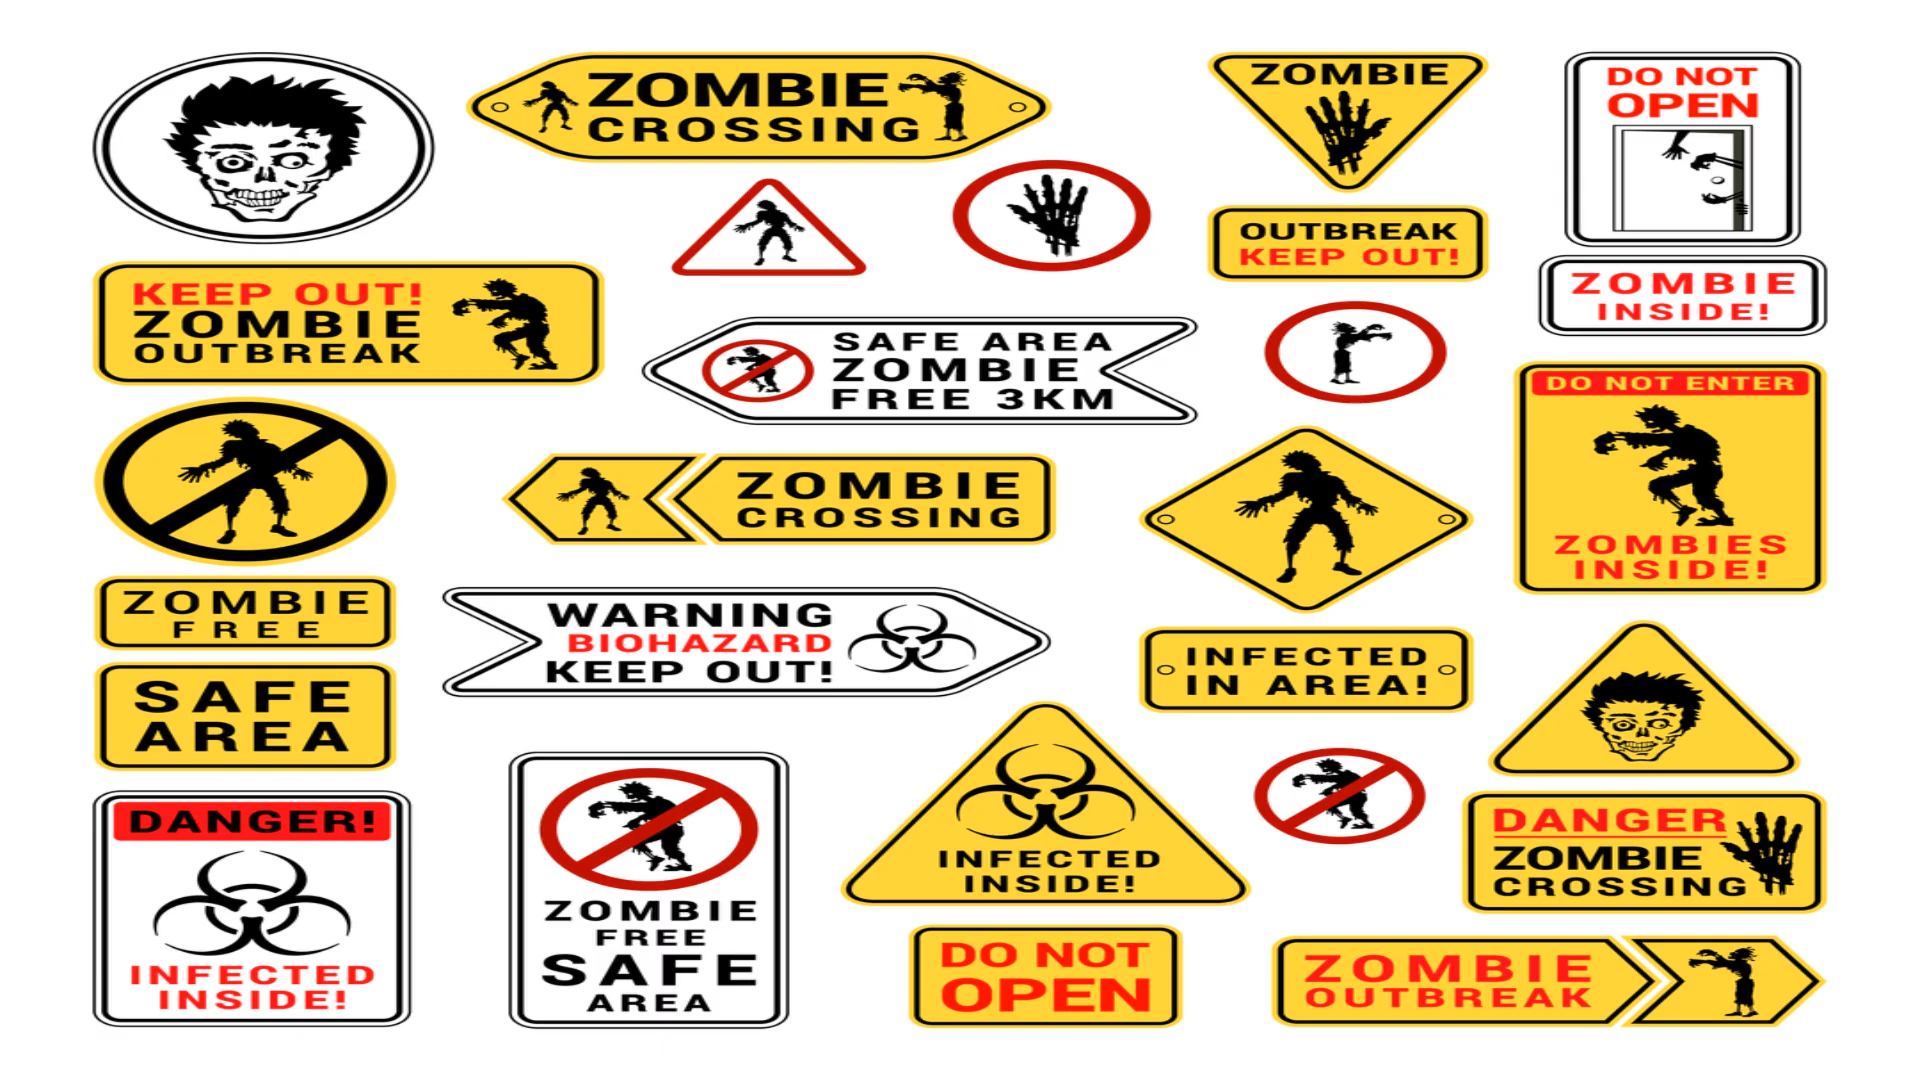 ZOMBIE
CROSSING
ZOMBIE
DO NOT
OPEN
OUTBREAK
KEEP OUT!
ZOMBIE
INSIDE!
KEEP OUT!
ZOMBIE
OUTBREAK
SAFE AREA
ZOMBIE
FREE 3KM
DO NOT ENTER
ZOMBIES
INSIDE!
ZOMBIE
CROSSING
ZOMBIE
FREE
WARNING
BIOHAZARD
KEEP OUT!
INFECTED
IN AREA!
SAFE
AREA
DANGER!
INFECTED
INSIDE!
ZOMBIE
FREE
SAFE
AREA
INFECTED
INSIDE!
DANGER
ZOMBIE
CROSSING
DO NOT
OPEN
ZOMBIE
OUTBREAK